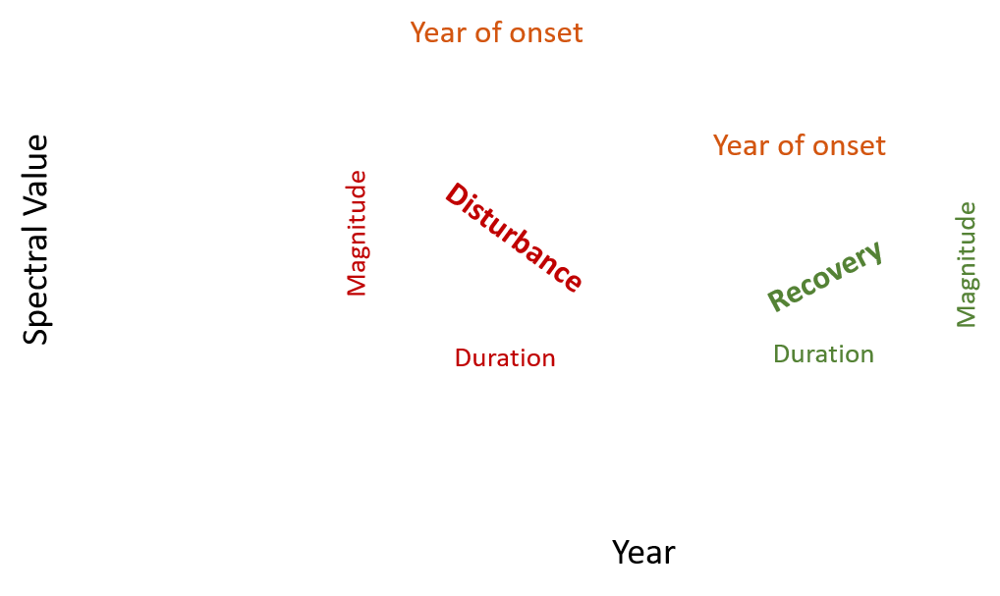 Year of onset
Year of onset
Spectral Value
Magnitude
Disturbance
Recovery
Magnitude
Duration
Duration
Year